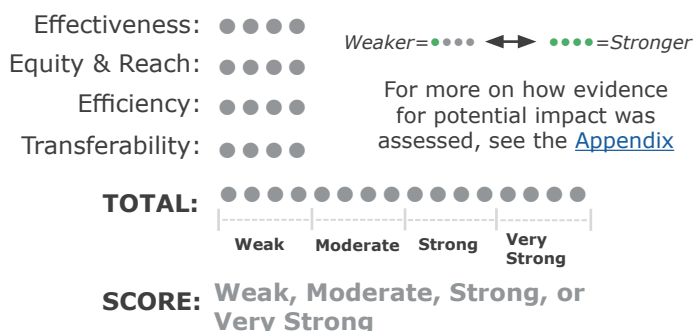 Effectiveness:
Weaker= ↔ =Stronger
Equity & Reach:
Efficiency:
Transferability:
For more on how evidence
for potential impact was
assessed, see the Appendix
TOTAL:
Weak
Moderate
Strong
Very
Strong
SCORE: Weak, Moderate, Strong, or
Very Strong